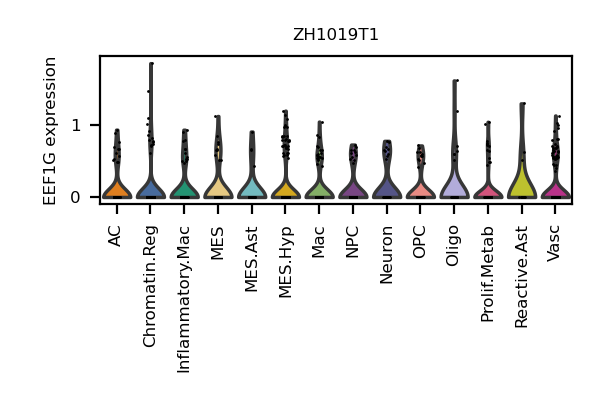 ZH1019T1
EEF1G expression
1
0
AC
Chromatin.Reg
Inflammatory.Mac
MES
MES.Ast
MES.Hyp
Mac
NPC
Neuron
OPC
Oligo
Prolif.Metab
Reactive.Ast
Vasc